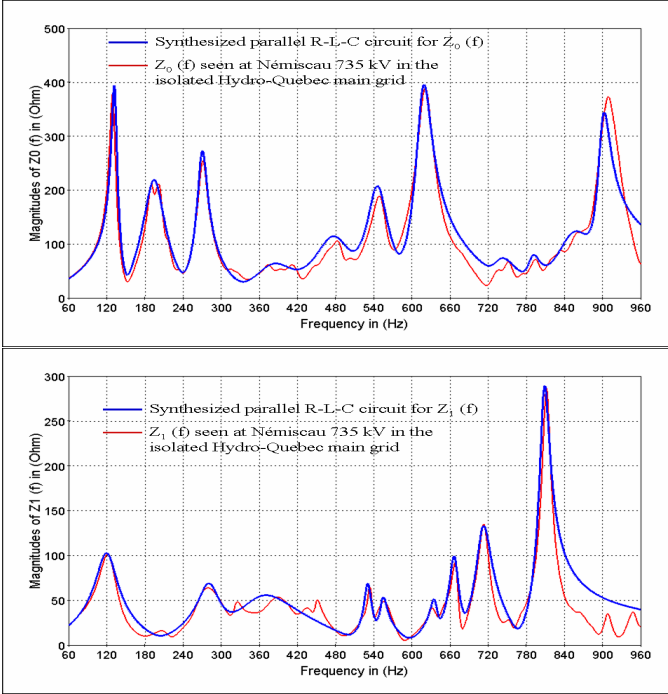 500
400
300
200
100
0
Magnitudes of Z0 (f) in (Ohm)
Synthesized parallel R-L-C circuit for Z0 (f)
Z0 (f) seen at Némiscau 735 kV in the
isolated Hydro-Quebec main grid
60 120 180 240 300 360 420 480 540 600 660 720 780 840 900 960
Frequency in (Hz)
300
250
200
150
100
50
0
Magnitudes of Z1 (f) in (Ohm)
Synthesized parallel R-L-C circuit for Z1 (f)
Z1 (f) seen at Némiscau 735 kV in the
isolated Hydro-Quebec main grid
60 120 180 240 300 360 420 480 540 600 660 720 780 840 900 960
Frequency in (Hz)